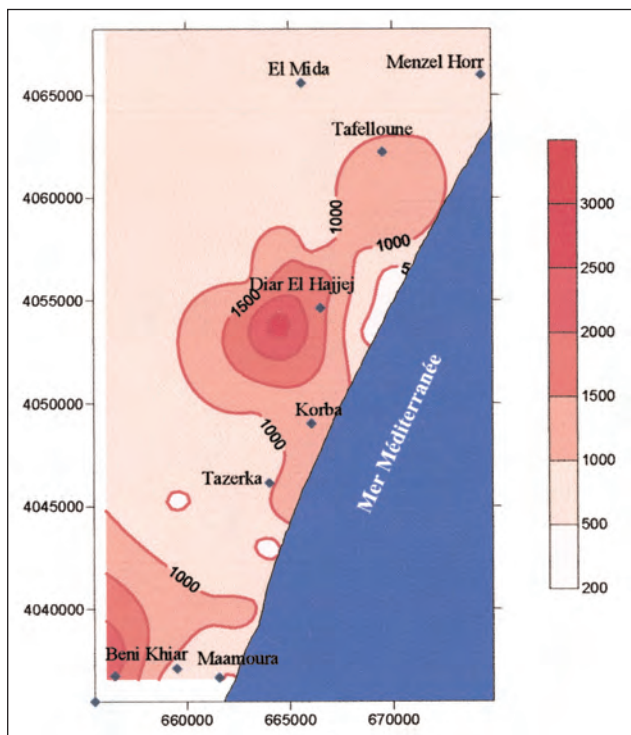 El Mida
Menzel Horr
4065000
Tafelloune
4060000
1000
1000
3000
5
Diar El Hajjej
1500
2500
4055000
2000
1500
4050000
Korba
1000
1000
Mer Méditerranée
Tazerka
500
4045000
200
1000
4040000
Beni Khiar
Maamoura
660000
665000
670000